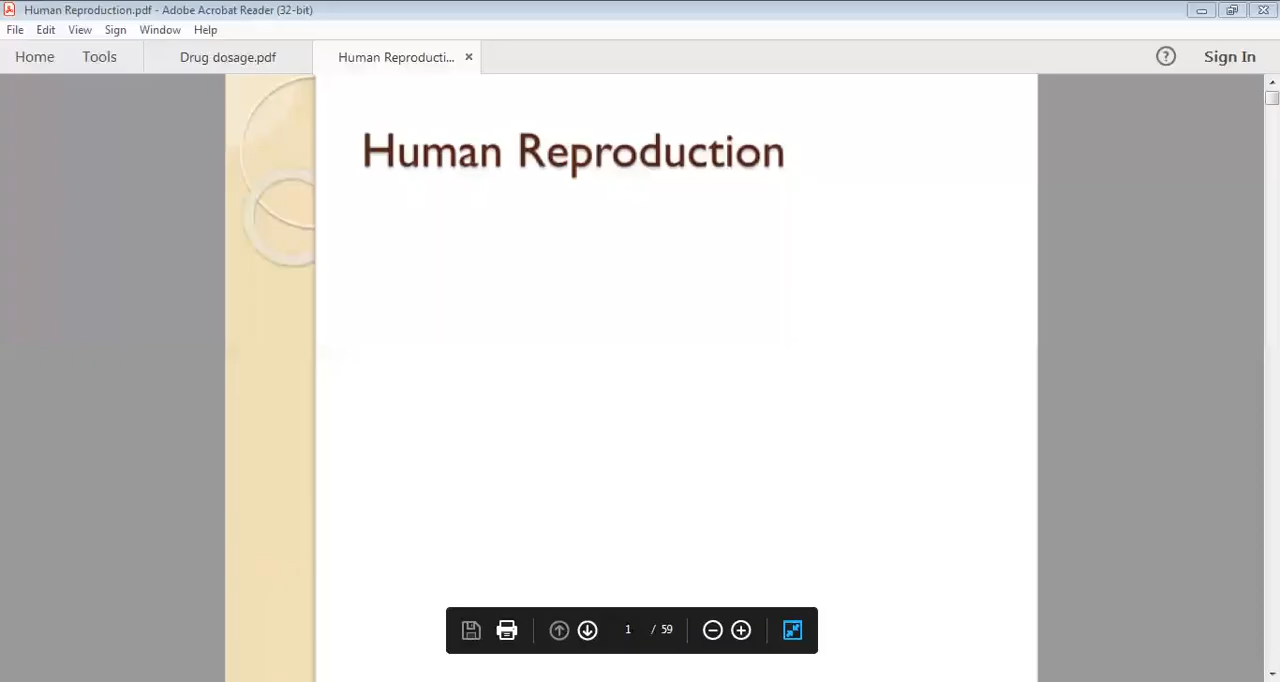 Human Reproduction.pdf - Adobe Acrobat Reader (32-bit)
File Edit View Sign Window Help
Home Tools Drug dosage.pdf Human Reproducti... × ? Sign In
Human Reproduction
1 / 59